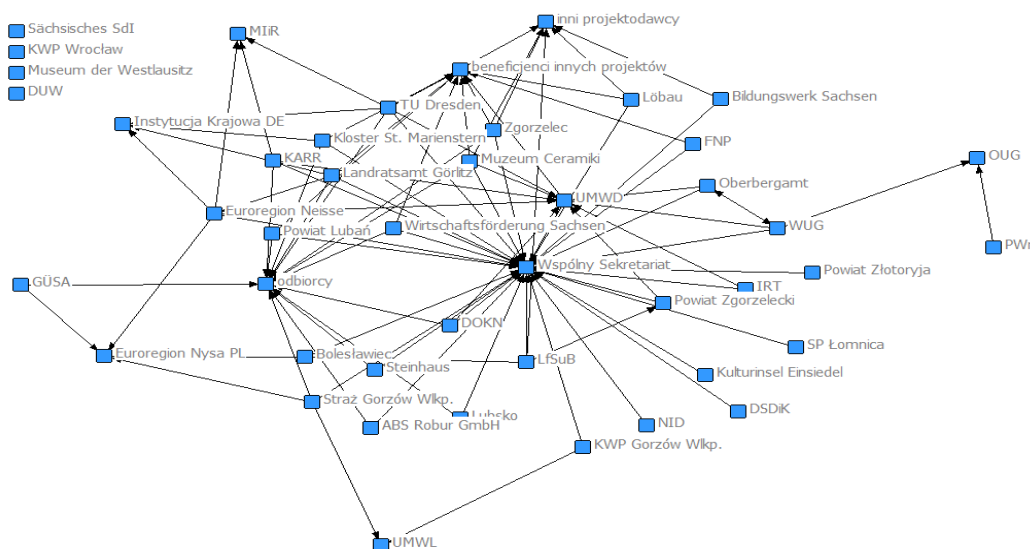 Sächsisches SdI
KWP Wrocław
Museum der Westlausitz
DUW
MIiR
inni projektodawcy
beneficjenci innych projektów
TU Dresden
Löbau
Bildungswerk Sachsen
Instytucja Krajowa DE
Zgorzelec
Kloster St. Marienstern
FNP
OUG
KARR
Muzeum Ceramiki
Landratsamt Görlitz
Oberbergamt
UMWD
Euroregion Neisse
Powiat Lubań
Wirtschaftsförderung Sachsen
WUG
PWr
Wspólny Sekretariat
Powiat Złotoryja
GÜSA
odbiorcy
IRT
Powiat Zgorzelecki
DOKN
SP Łomnica
Euroregion Nysa PL
Bolesławiec
LfSuB
Steinhaus
Kulturinsel Einsiedel
Straż Gorzów Wlkp.
DSDiK
Lubsko
ABS Robur GmbH
NID
KWP Gorzów Wlkp.
UMWL